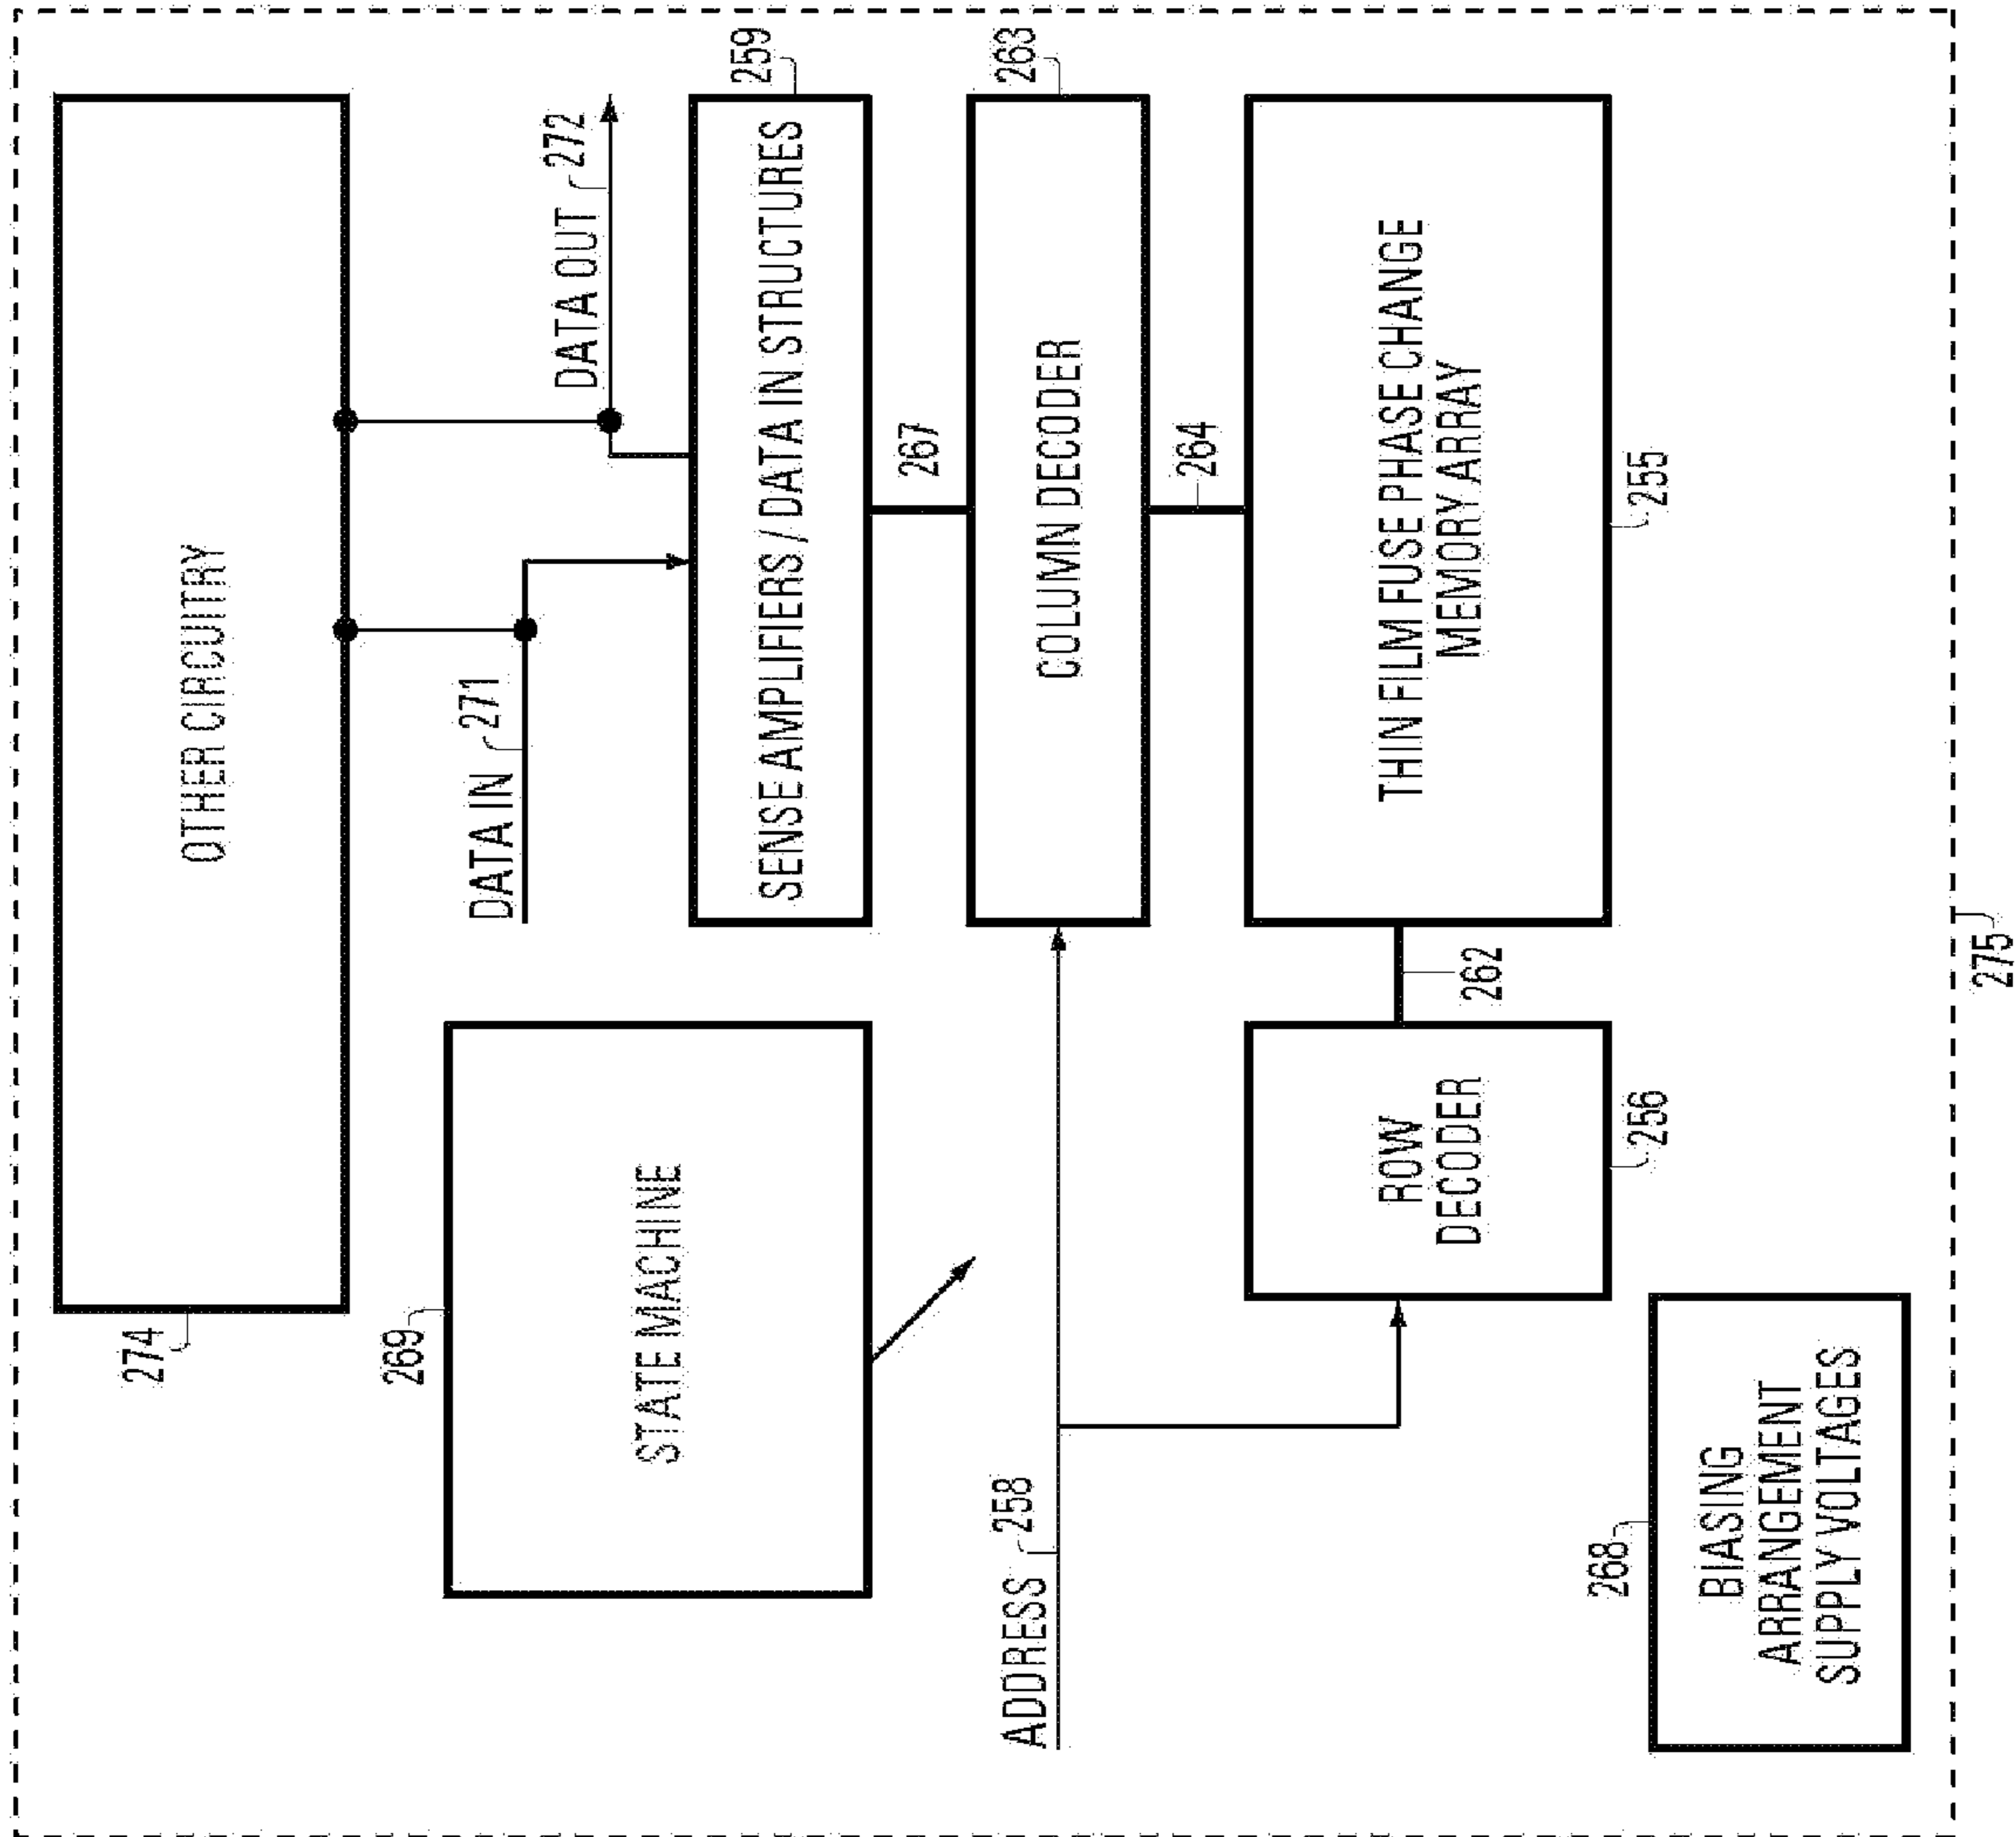 274
OTHER CIRCUITRY
269
STATE MACHINE
DATA IN
271
DATA OUT
272
SENSE AMPLIFIERS / DATA IN STRUCTURES
259
267
ADDRESS
258
COLUMN DECODER
263
264
ROW
DECODER
256
262
THIN FILM FUSE PHASE CHANGE
MEMORY ARRAY
255
268
BIASING
ARRANGEMENT
SUPPLY VOLTAGES
275